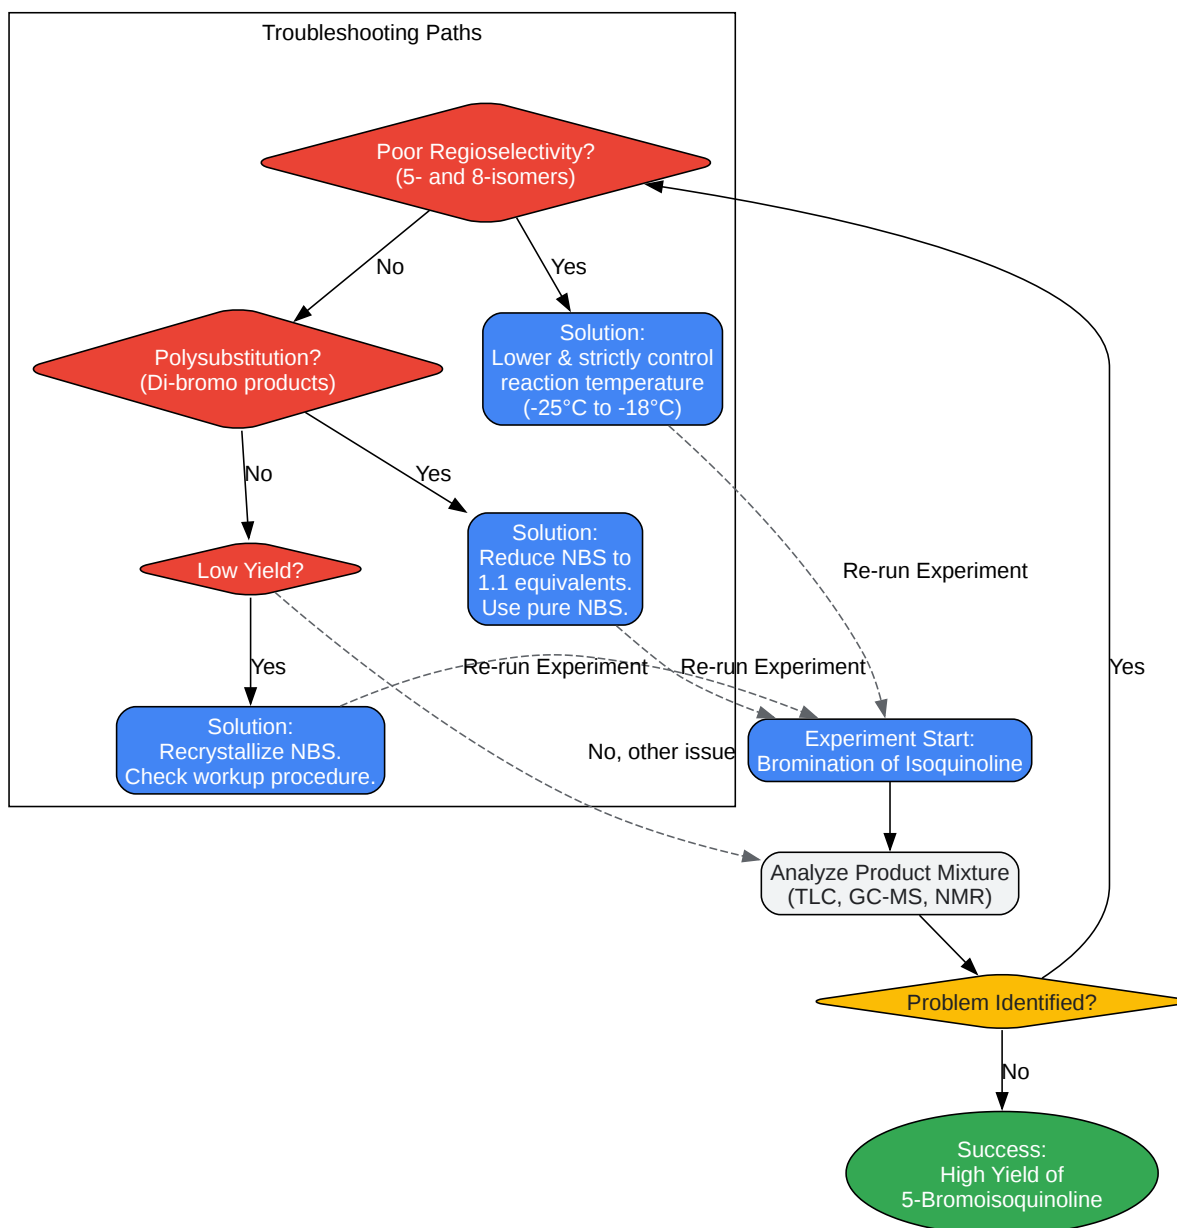 Troubleshooting Paths
Poor Regioselectivity?
(5- and 8-isomers)
No
Yes
Solution:
Lower & strictly control
reaction temperature
(-25°C to -18°C)
Polysubstitution?
(Di-bromo products)
No
Yes
Solution:
Reduce NBS to
1.1 equivalents.
Use pure NBS.
Low Yield?
Re-run Experiment
Yes
Re-run Experiment
Re-run Experiment
Yes
Solution:
Recrystallize NBS.
Check workup procedure.
No, other issue
Experiment Start:
Bromination of Isoquinoline
Analyze Product Mixture
(TLC, GC-MS, NMR)
Problem Identified?
No
Success:
High Yield of
5-Bromoisoquinoline